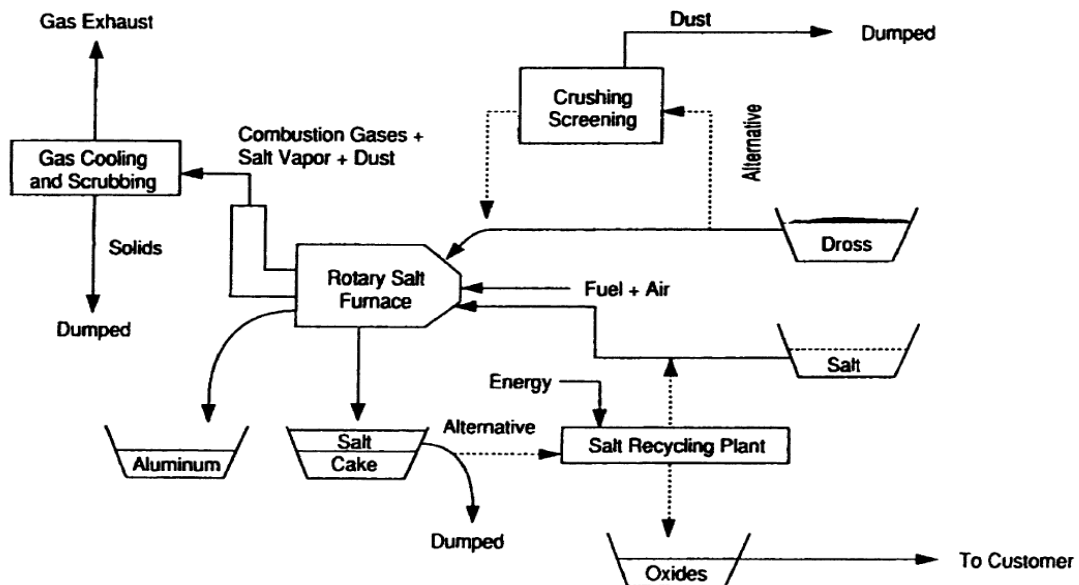 Gas Exhaust
Dust
Dumped
Crushing
Screening
Alternative
Combustion Gases +
Salt Vapor + Dust
Gas Cooling
and Scrubbing
Solids
Dross
Rotary Salt
Furnace
Fuel + Air
Dumped
Salt
Energy
Alternative
Salt Recycling Plant
Aluminum
Salt
Cake
Dumped
Oxides
To Customer